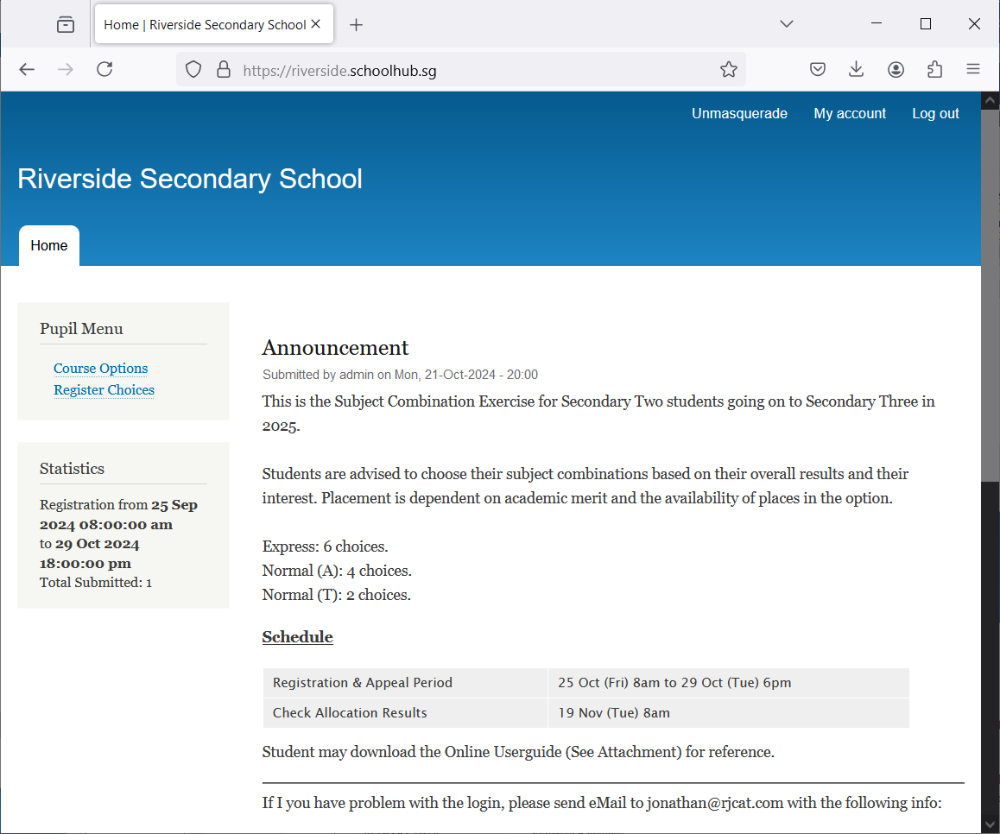 Home | Riverside Secondary School
https://riverside.schoolhub.sg
Unmasquerade My account Log out
Riverside Secondary School
Home
Pupil Menu
Course Options
Register Choices
Statistics
Registration from 25 Sep
2024 08:00:00 am
to 29 Oct 2024
18:00:00 pm
Total Submitted: 1
Announcement
Submitted by admin on Mon, 21-Oct-2024 - 20:00
This is the Subject Combination Exercise for Secondary Two students going on to Secondary Three in
2025.
Students are advised to choose their subject combinations based on their overall results and their
interest. Placement is dependent on academic merit and the availability of places in the option.
Express: 6 choices.
Normal (A): 4 choices.
Normal (T): 2 choices.
Schedule
Registration & Appeal Period 25 Oct (Fri) 8am to 29 Oct (Tue) 6pm
Check Allocation Results 19 Nov (Tue) 8am
Student may download the Online Userguide (See Attachment) for reference.
If I you have problem with the login, please send eMail to jonathan@rjcat.com with the following info: